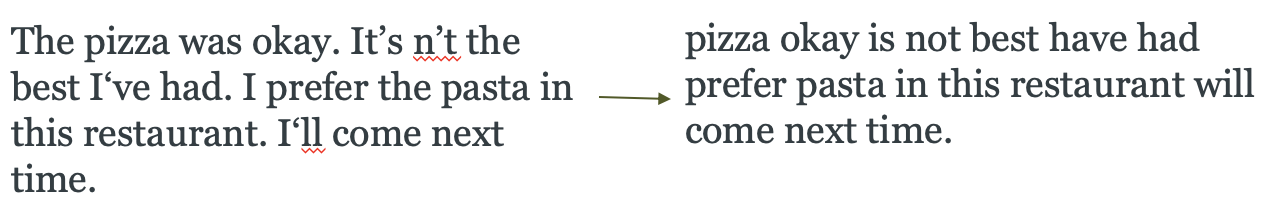 The pizza was okay. It’s n’t the
best I‘ve had. I prefer the pasta in
this restaurant. I‘ll come next
time.
pizza okay is not best have had
prefer pasta in this restaurant will
come next time.